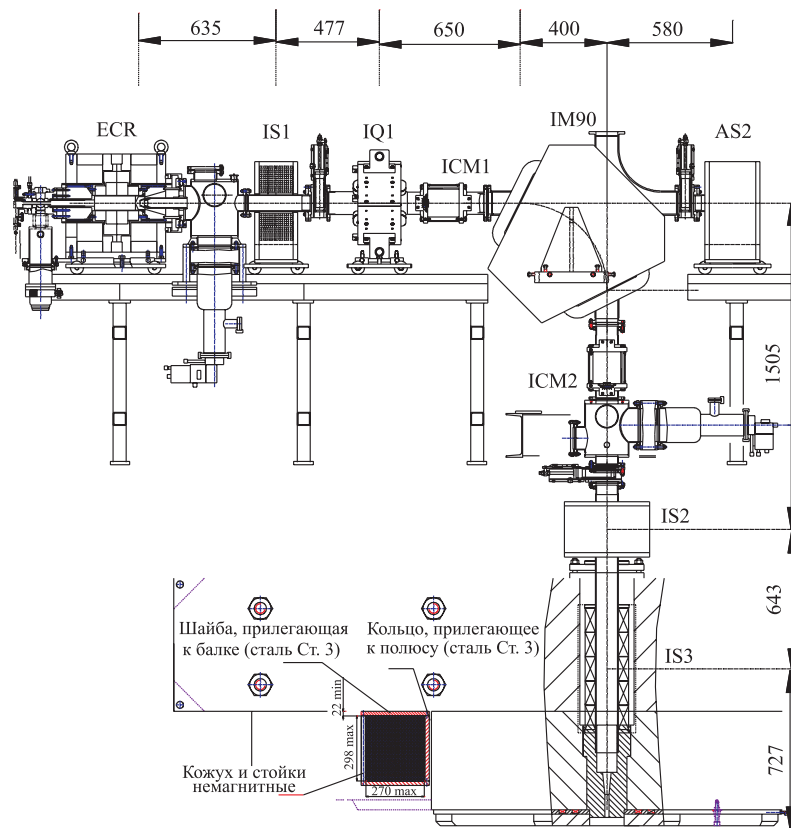 635
477
650
400
580
ECR
IS1
IQ1
ICM1
IM90
AS2
ICM2
1505
IS2
643
IS3
727
Шайба, прилегающая
к балке (сталь Ст. 3)
Кольцо, прилегающее
к полюсу (сталь Ст. 3)
22 min
298 max
270 max
Кожух и стойки
немагнитные